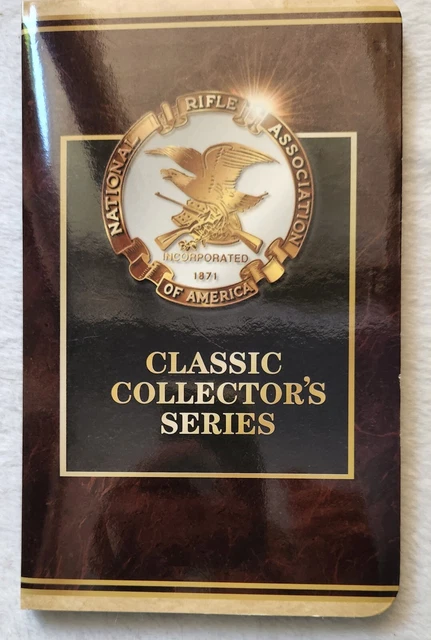 NATIONAL RIFLE ASSOCIATION
INCORPORATED
1871
OF AMERICA
CLASSIC
COLLECTOR'S
SERIES